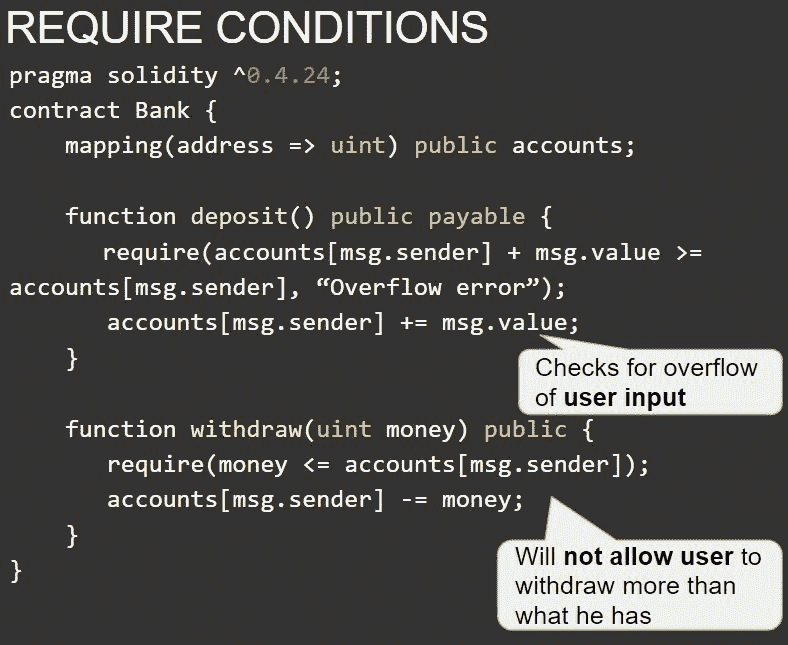 REQUIRE CONDITIONS
pragma solidity ^0.4.24;
contract Bank {
    mapping(address => uint) public accounts;
    function deposit() public payable {
        require(accounts[msg.sender] + msg.value >=
accounts[msg.sender], “Overflow error”);
        accounts[msg.sender] += msg.value;
    }
Checks for overflow
of user input
    function withdraw(uint money) public {
        require(money <= accounts[msg.sender]);
        accounts[msg.sender] -= money;
    }
}
Will not allow user to
withdraw more than
what he has